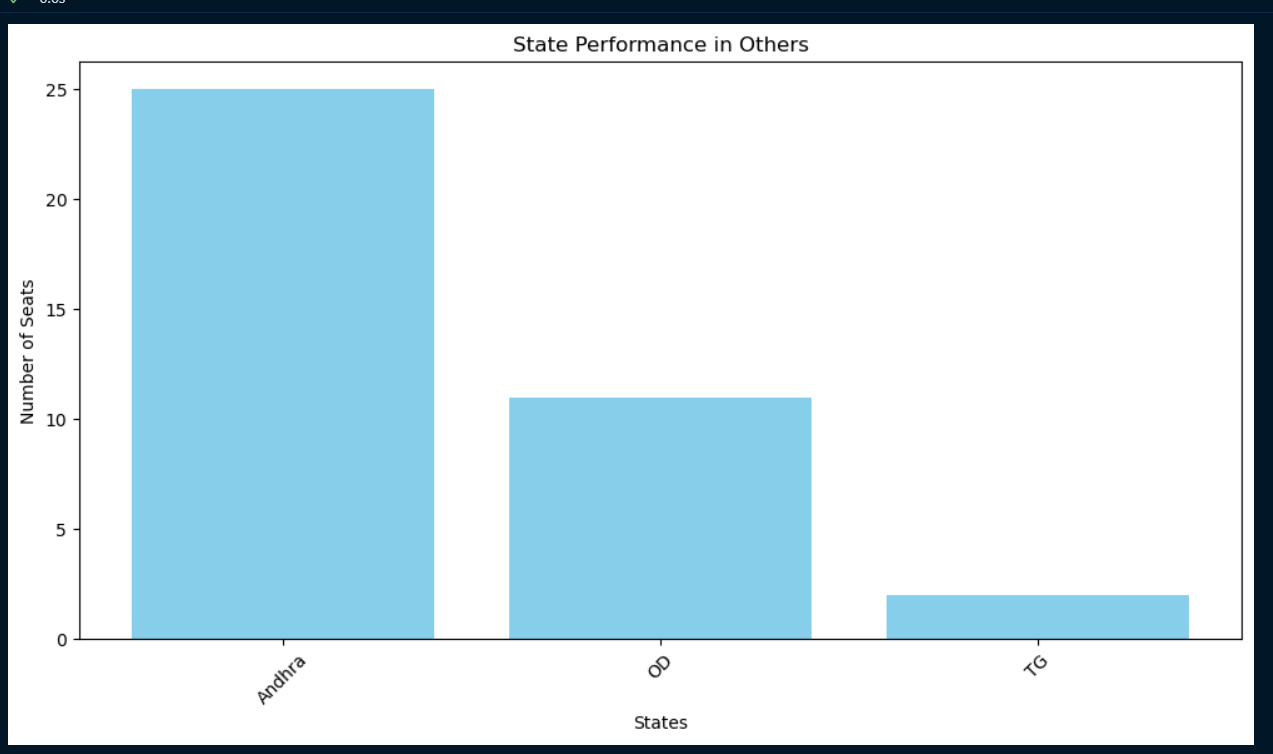 State Performance in Others
25
20
15
10
5
0
Number of Seats
Andhra
OD
TG
States